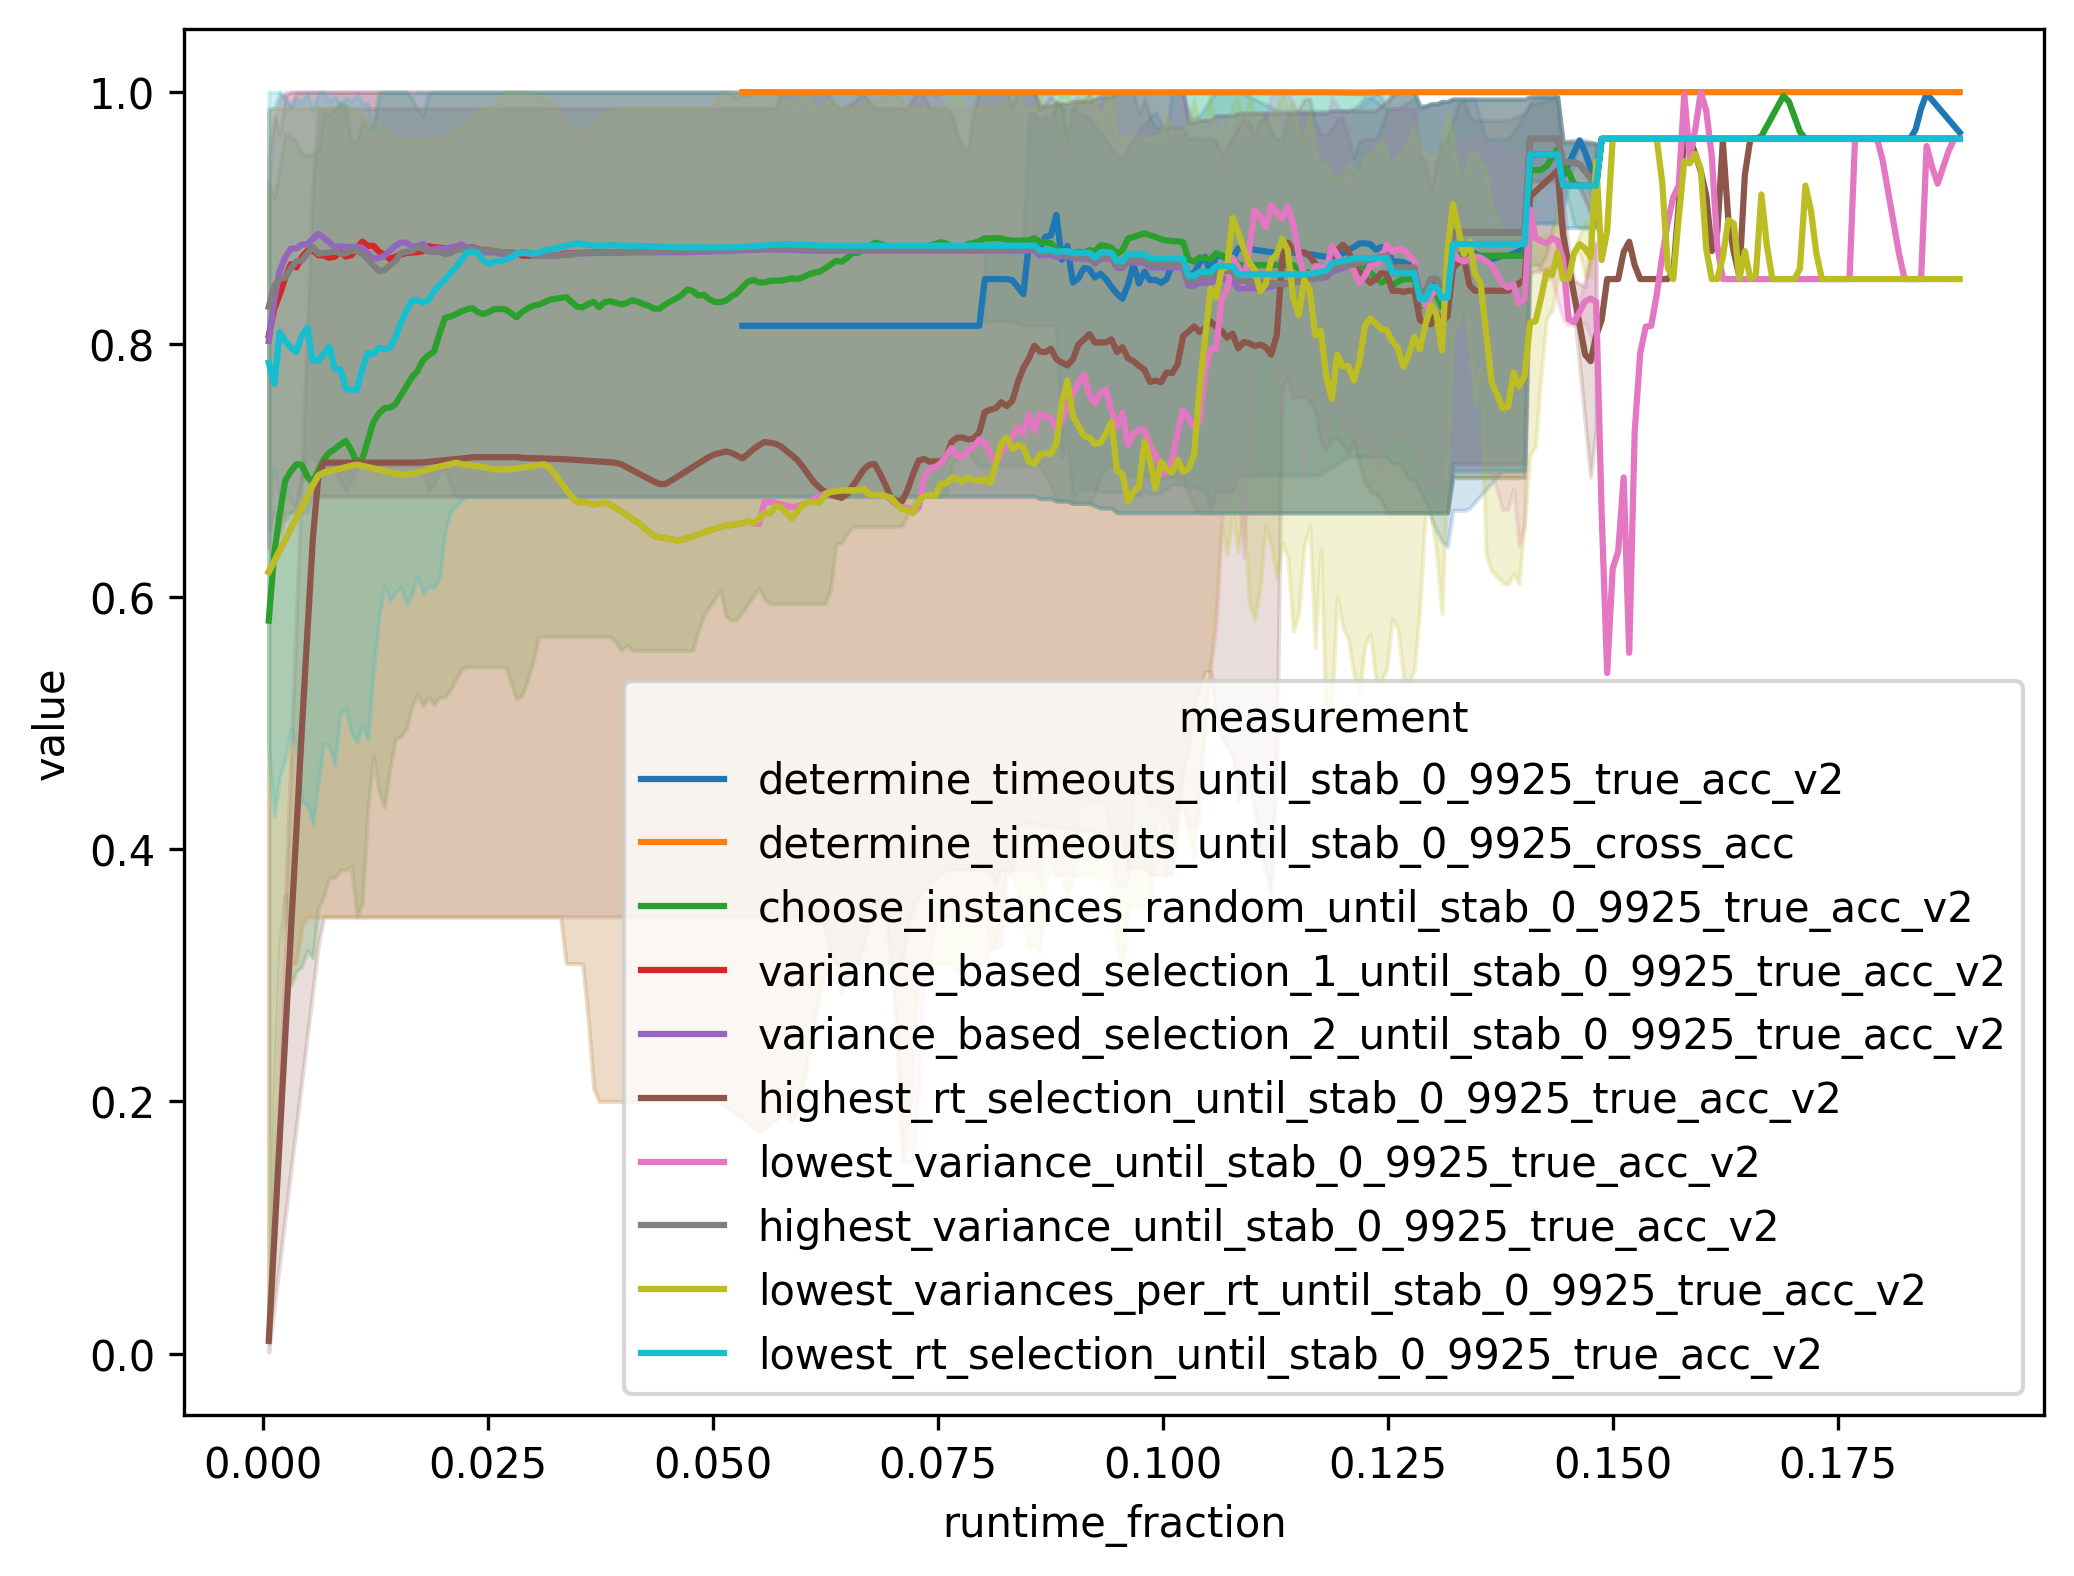 1.0
0.8
0.6
0.4
0.2
0.0
value
measurement
determine_timeouts_until_stab_0_9925_true_acc_v2
determine_timeouts_until_stab_0_9925_cross_acc
choose_instances_random_until_stab_0_9925_true_acc_v2
variance_based_selection_1_until_stab_0_9925_true_acc_v2
variance_based_selection_2_until_stab_0_9925_true_acc_v2
highest_rt_selection_until_stab_0_9925_true_acc_v2
lowest_variance_until_stab_0_9925_true_acc_v2
highest_variance_until_stab_0_9925_true_acc_v2
lowest_variances_per_rt_until_stab_0_9925_true_acc_v2
lowest_rt_selection_until_stab_0_9925_true_acc_v2
0.000 0.025 0.050 0.075 0.100 0.125 0.150 0.175
runtime_fraction